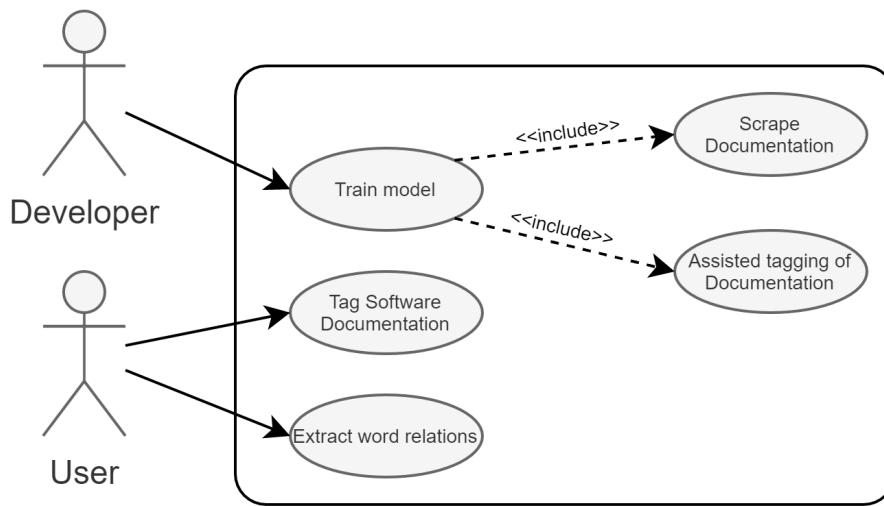 <<include>>
Scrape
Documentation
Train model
Developer
<<include>>
Assisted tagging of
Documentation
Tag Software
Documentation
Extract word relations
User